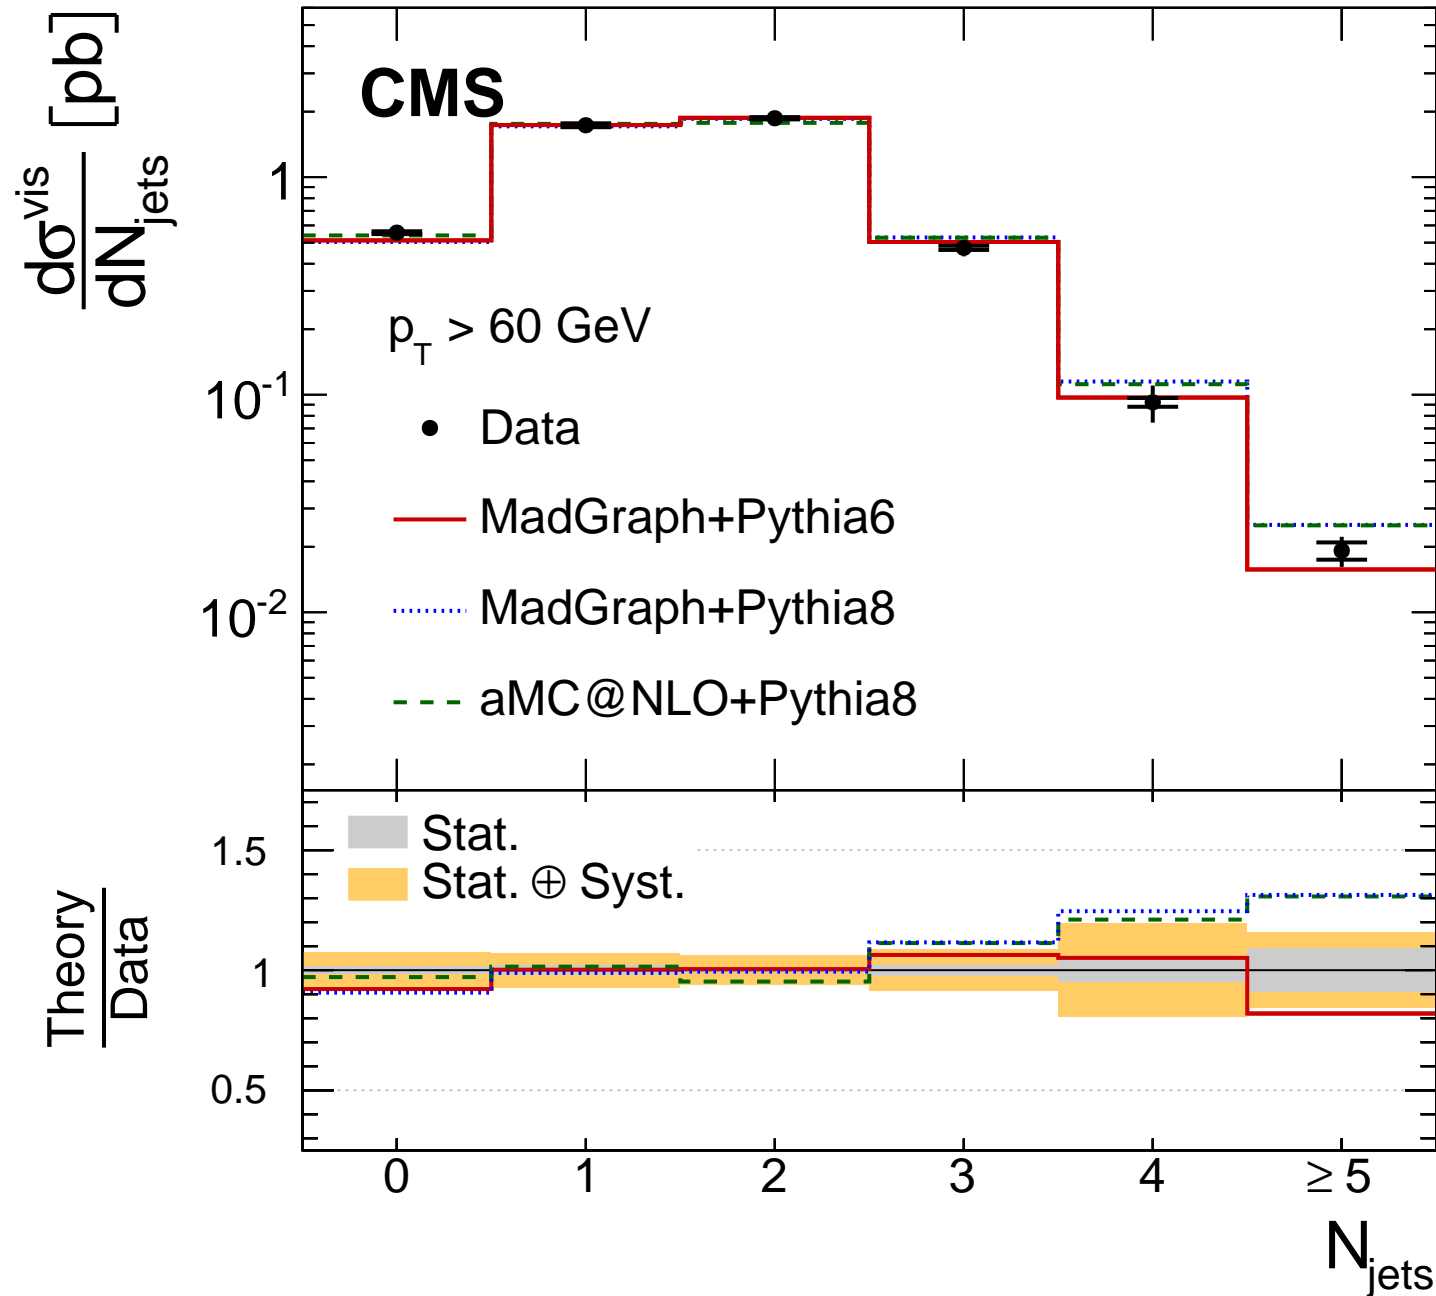 CMS
dσ^vis / dN_jets [pb]
1
10^-1
10^-2
p_T > 60 GeV
Data
MadGraph+Pythia6
MadGraph+Pythia8
aMC@NLO+Pythia8
Stat.
Stat. ⊕ Syst.
Theory / Data
1.5
1
0.5
0 1 2 3 4 ≥ 5
N_jets